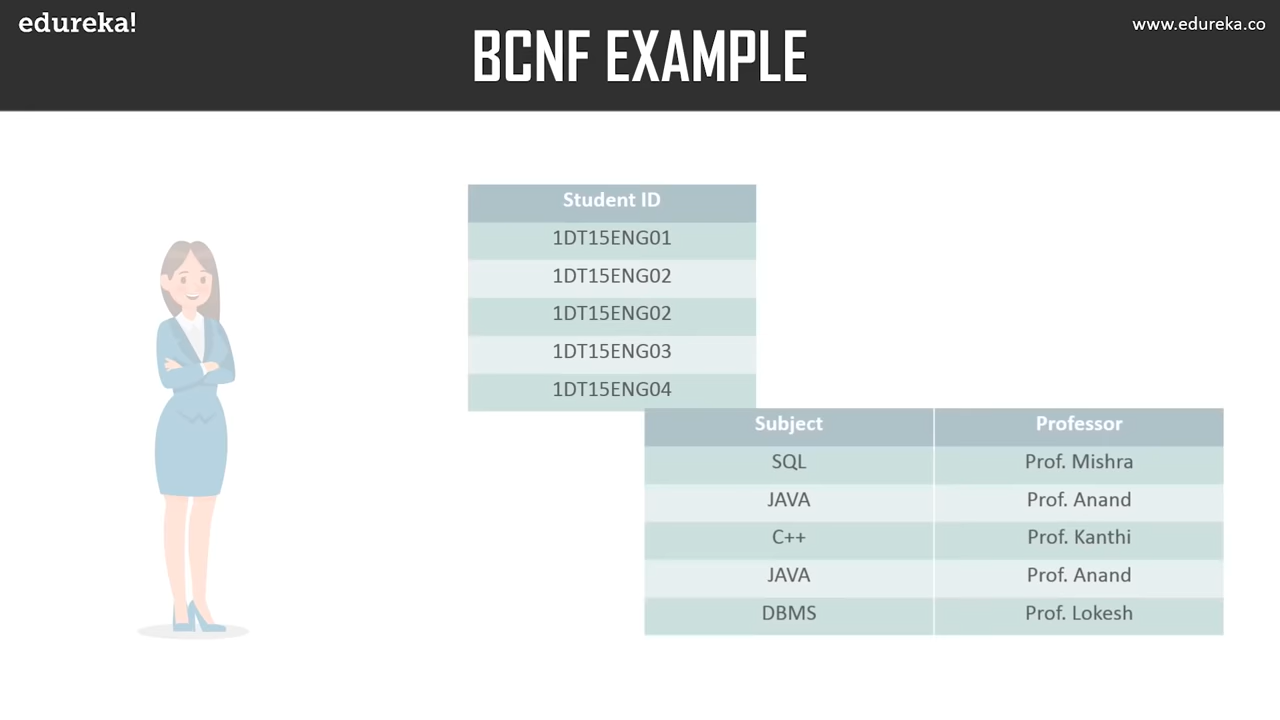 edureka!
www.edureka.co
BCNF EXAMPLE
Student ID
1DT15ENG01
1DT15ENG02
1DT15ENG02
1DT15ENG03
1DT15ENG04
Subject Professor
SQL Prof. Mishra
JAVA Prof. Anand
C++ Prof. Kanthi
JAVA Prof. Anand
DBMS Prof. Lokesh